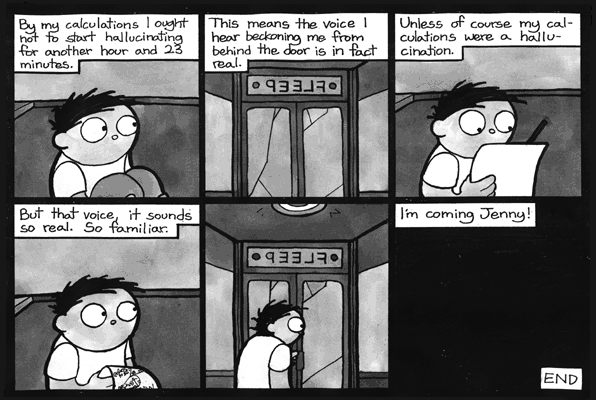 By my calculations I ought
not to start hallucinating
for another hour and 23
minutes.
This means the voice I
hear beckoning me from
behind the door is in fact
real.
FLEEP
Unless of course my cal-
culations were a hallu-
cination.
But that voice, it sounds
so real. So familiar.
FLEEP
I'm coming Jenny!
END